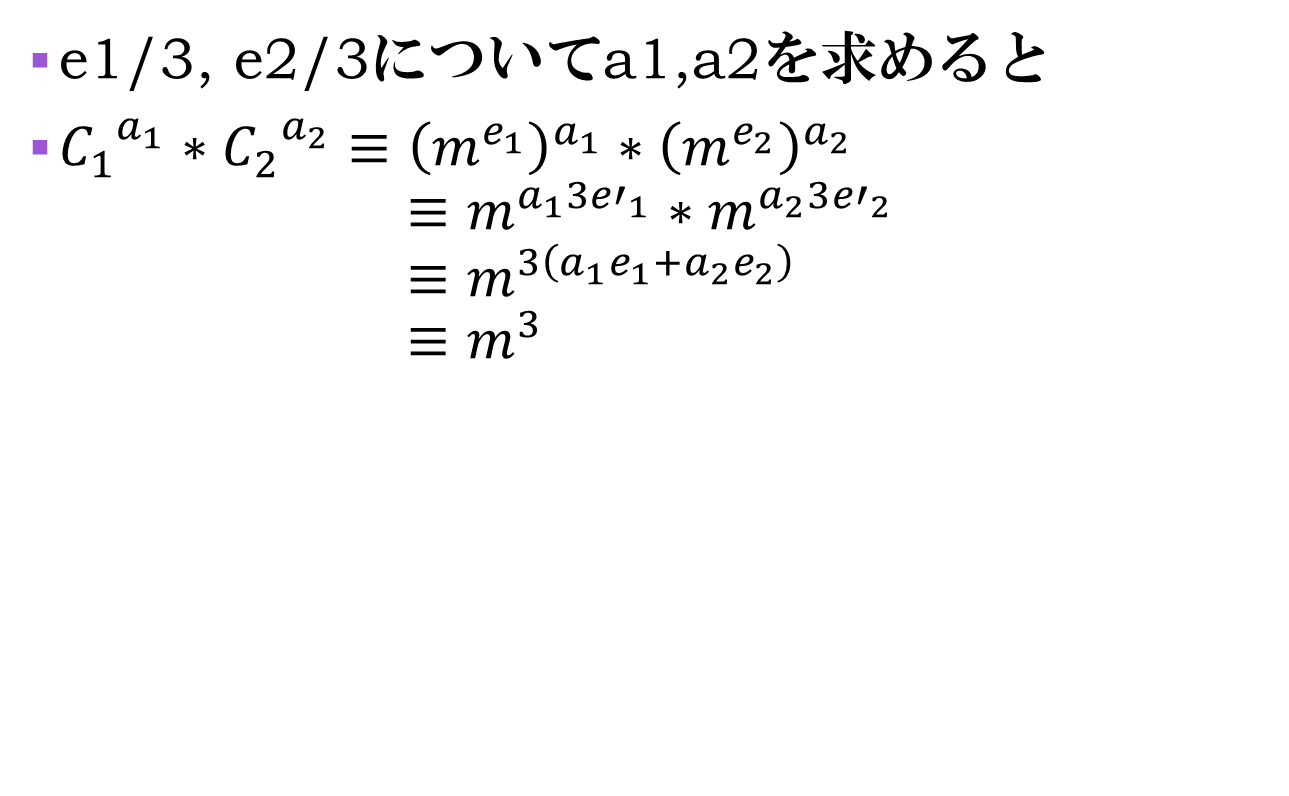 ▪e1/3, e2/3についてa1,a2を求めると
▪C₁^{a₁} * C₂^{a₂} ≡ (m^{e₁})^{a₁} * (m^{e₂})^{a₂}
≡ m^{a₁3e′₁} * m^{a₂3e′₂}
≡ m^{3(a₁e₁+a₂e₂)}
≡ m³